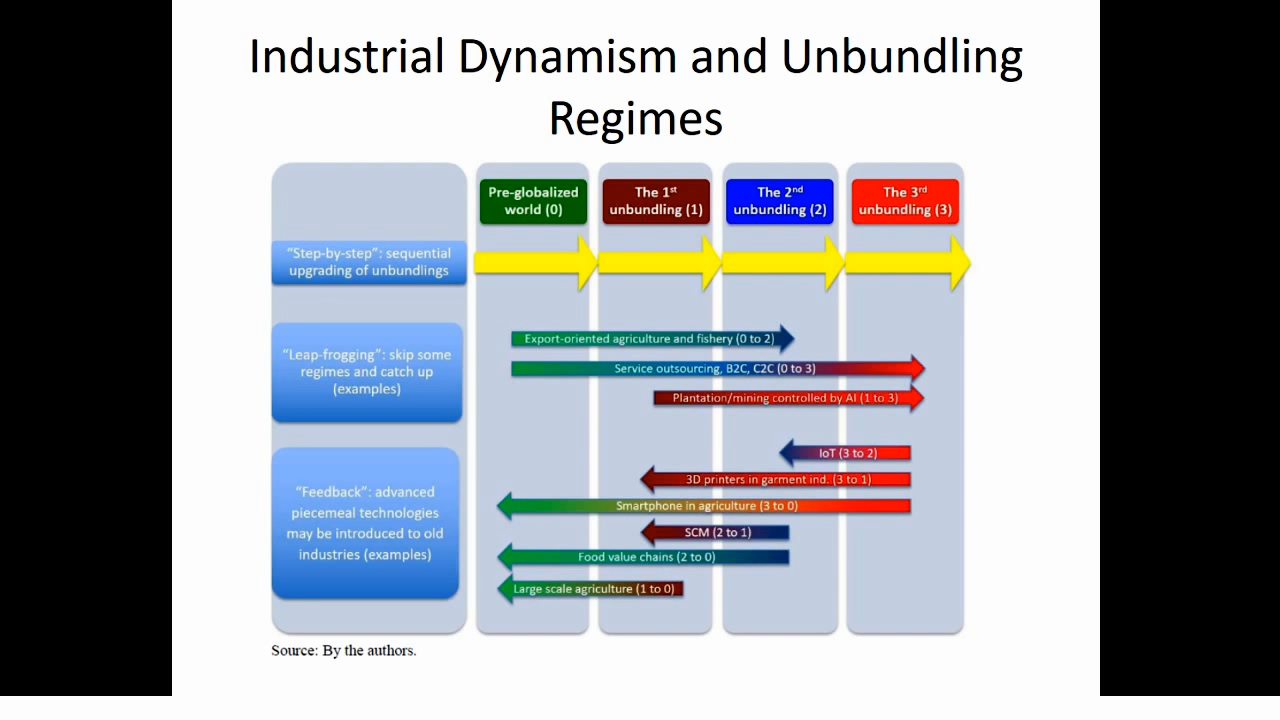 Industrial Dynamism and Unbundling
Regimes
Pre-globalized
world (0)
The 1st
unbundling (1)
The 2nd
unbundling (2)
The 3rd
unbundling (3)
“Step-by-step”: sequential
upgrading of unbundlings
“Leap-frogging”: skip some
regimes and catch up
(examples)
Export-oriented agriculture and fishery (0 to 2)
Service outsourcing, B2C, C2C (0 to 3)
Plantation/mining controlled by AI (1 to 3)
“Feedback”: advanced
piecemeal technologies
may be introduced to old
industries (examples)
IoT (3 to 2)
3D printers in garment ind. (3 to 1)
Smartphone in agriculture (3 to 0)
SCM (2 to 1)
Food value chains (2 to 0)
Large scale agriculture (1 to 0)
Source: By the authors.